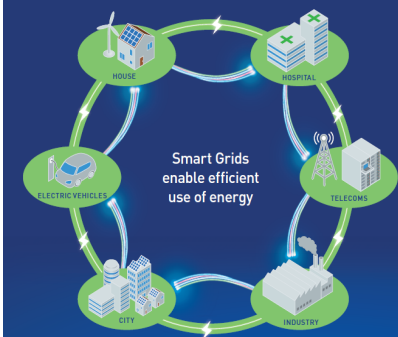 HOUSE
HOSPITAL
Smart Grids
enable efficient
use of energy
ELECTRIC VEHICLES
TELECOMS
CITY
INDUSTRY